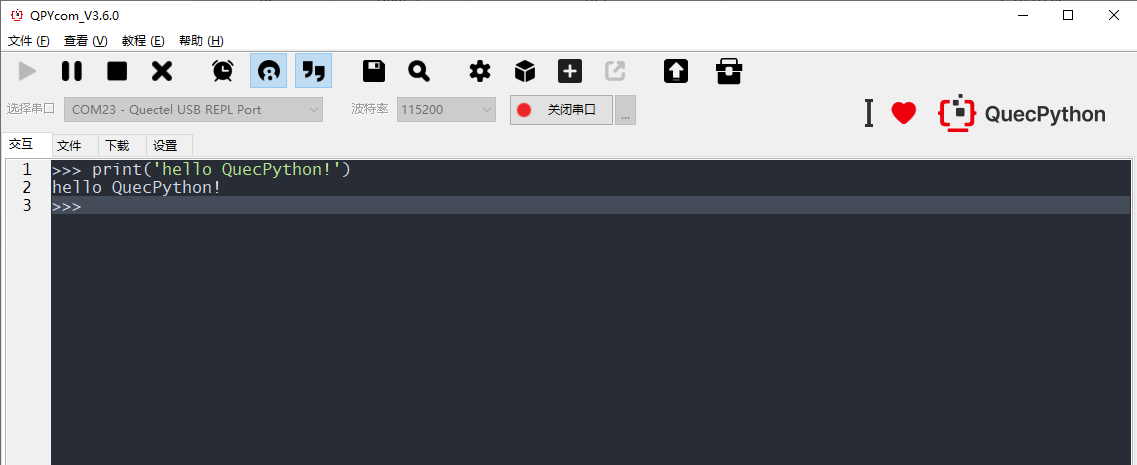 QPYcom_V3.6.0
文件 (F) 查看 (V) 教程 (E) 帮助 (H)
选择串口 COM23 - Quectel USB REPL Port 波特率 115200 关闭串口 ... QuecPython
交互 文件 下载 设置
1 >>> print('hello QuecPython!')
2 hello QuecPython!
3 >>>